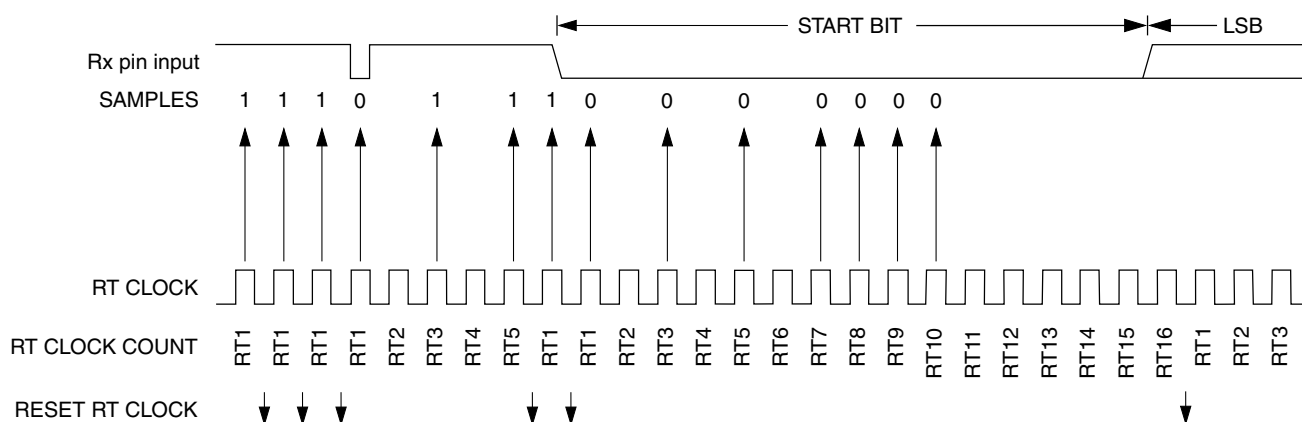 START BIT LSB
Rx pin input
SAMPLES 1 1 1 0 1 1 1 0 0 0 0 0 0 0
RT CLOCK
RT CLOCK COUNT RT1 RT1 RT1 RT1 RT2 RT3 RT4 RT5 RT1 RT1 RT2 RT3 RT4 RT5 RT6 RT7 RT8 RT9 RT10 RT11 RT12 RT13 RT14 RT15 RT16 RT1 RT2 RT3
RESET RT CLOCK